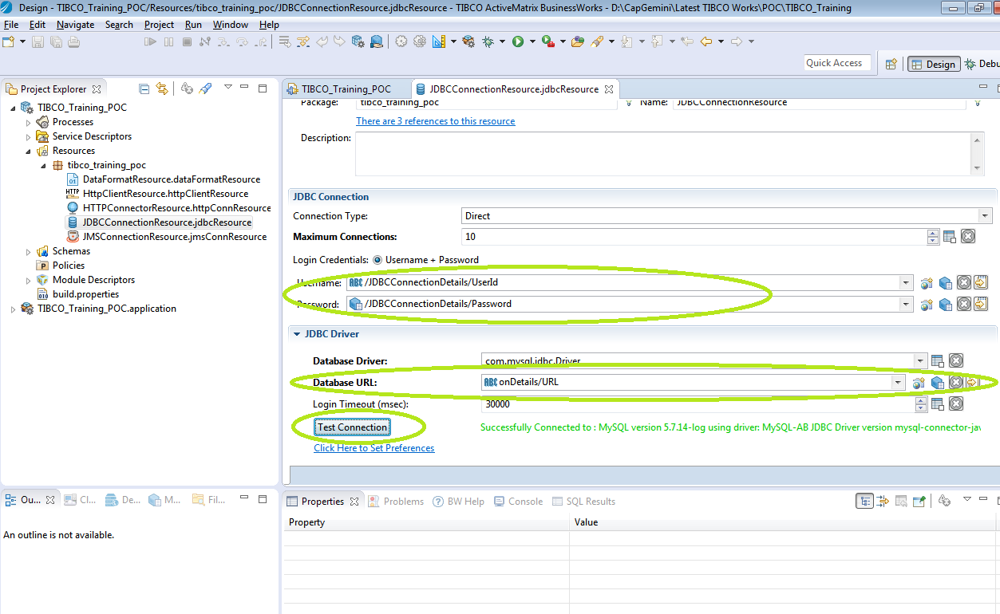 Design - TIBCO_Training_POC/Resources/tibco_training_poc/JDBCConnectionResource.jdbcResource - TIBCO ActiveMatrix BusinessWorks - D:\CapGemini\Latest TIBCO Works\POC\TIBCO_Training
File Edit Navigate Search Project Run Window Help
Quick Access
Design
Debu
Project Explorer
TIBCO_Training_POC
Processes
Service Descriptors
Resources
tibco_training_poc
DataFormatResource.dataFormatResource
HTTP HttpClientResource.httpClientResource
HTTPConnectorResource.httpConnResource
JDBCConnectionResource.jdbcResource
JMSConnectionResource.jmsConnResource
Schemas
Policies
Module Descriptors
build.properties
TIBCO_Training_POC.application
TIBCO_Training_POC
JDBCConnectionResource.jdbcResource
Package: tibco_training_poc Name: JDBCConnectionResource
There are 3 references to this resource
Description:
JDBC Connection
Connection Type: Direct
Maximum Connections: 10
Login Credentials: Username + Password
Username: ABC /JDBCConnectionDetails/UserId
Password: /JDBCConnectionDetails/Password
JDBC Driver
Database Driver: com.mysql.jdbc.Driver
Database URL: ABC onDetails/URL
Login Timeout (msec): 30000
Test Connection Successfully Connected to : MySQL version 5.7.14-log using driver: MySQL-AB JDBC Driver version mysql-connector-jav
Click Here to Set Preferences
Ou... Cl... De... M... Fil...
An outline is not available.
Properties Problems BW Help Console SQL Results
Property Value